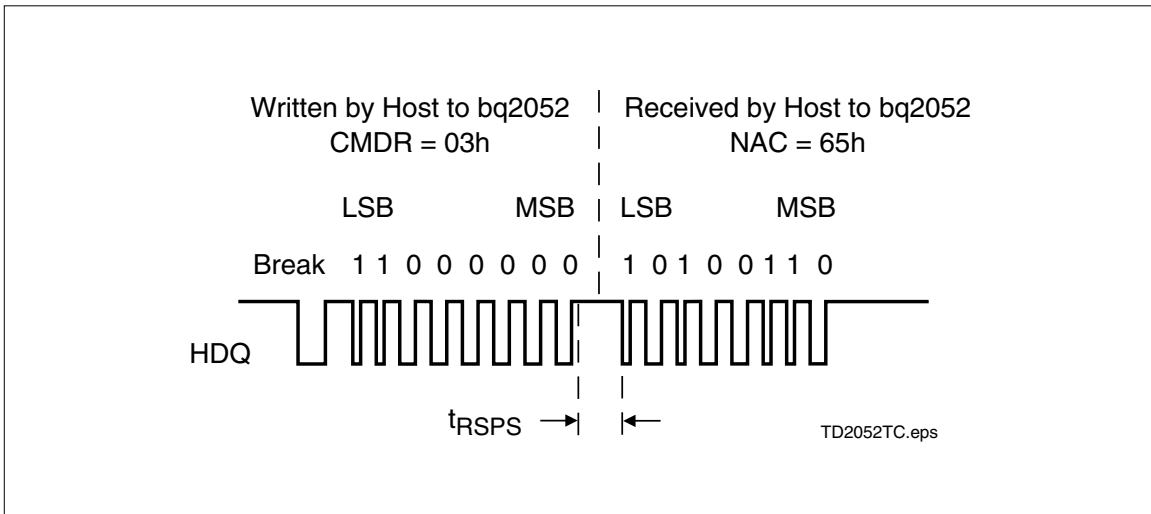 Written by Host to bq2052
CMDR = 03h
Received by Host to bq2052
NAC = 65h
LSB MSB LSB MSB
Break 1 1 0 0 0 0 0 0 1 0 1 0 0 1 1 0
HDQ
tRSPS
TD2052TC.eps